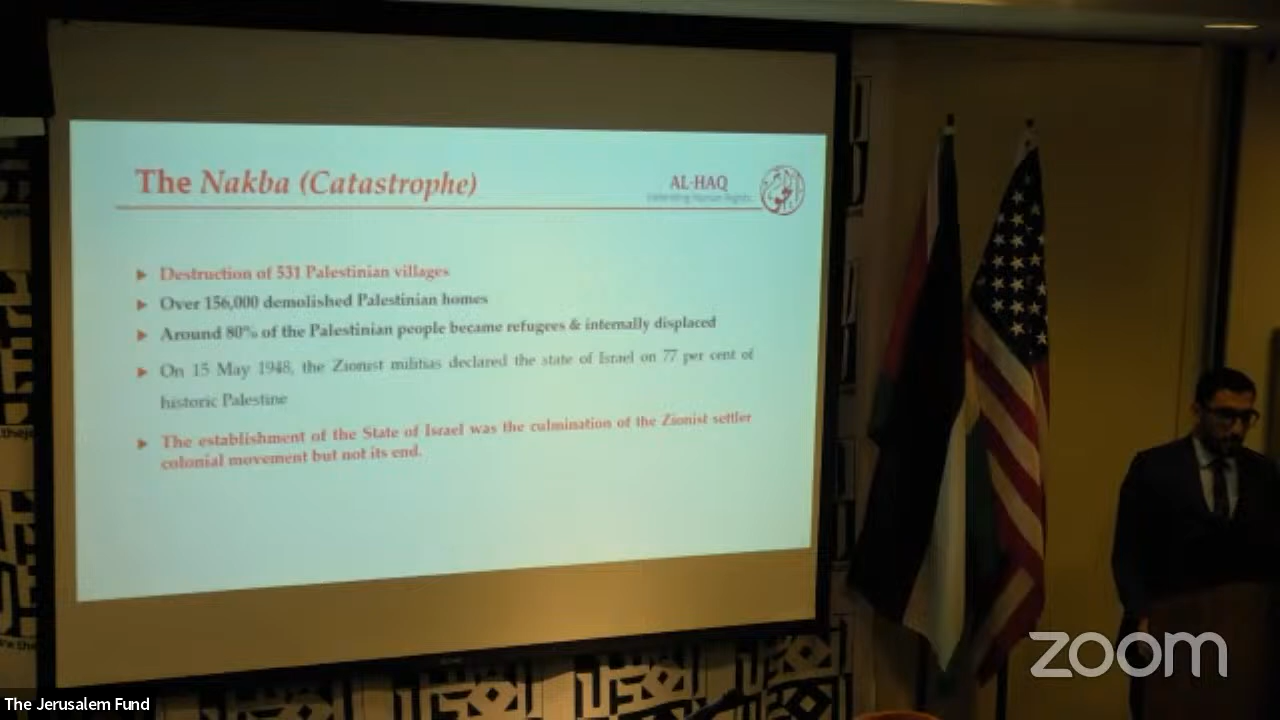 The Nakba (Catastrophe)
AL-HAQ
Defending Human Rights
Destruction of 531 Palestinian villages
Over 156,000 demolished Palestinian homes
Around 80% of the Palestinian people became refugees & internally displaced
On 15 May 1948, the Zionist militias declared the state of Israel on 77 per cent of
historic Palestine
The establishment of the State of Israel was the culmination of the Zionist settler
colonial movement but not its end.
zoom
The Jerusalem Fund